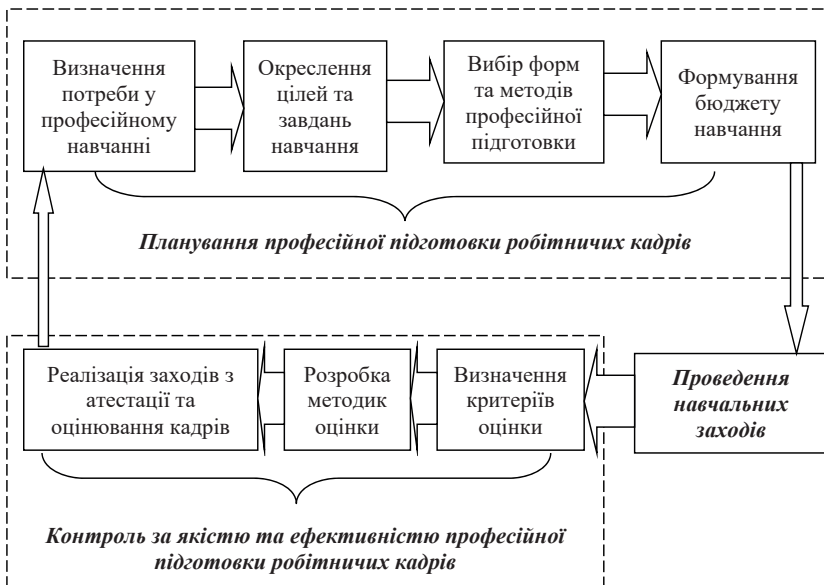 Визначення
потреби у
професійному
навчанні
Окреслення
цілей та
завдань
навчання
Вибір форм
та методів
професійної
підготовки
Формування
бюджету
навчання
Планування професійної підготовки робітничих кадрів
Реалізація заходів з
атестації та
оцінювання кадрів
Розробка
методик
оцінки
Визначення
критеріїв
оцінки
Проведення
навчальних
заходів
Контроль за якістю та ефективністю професійної
підготовки робітничих кадрів